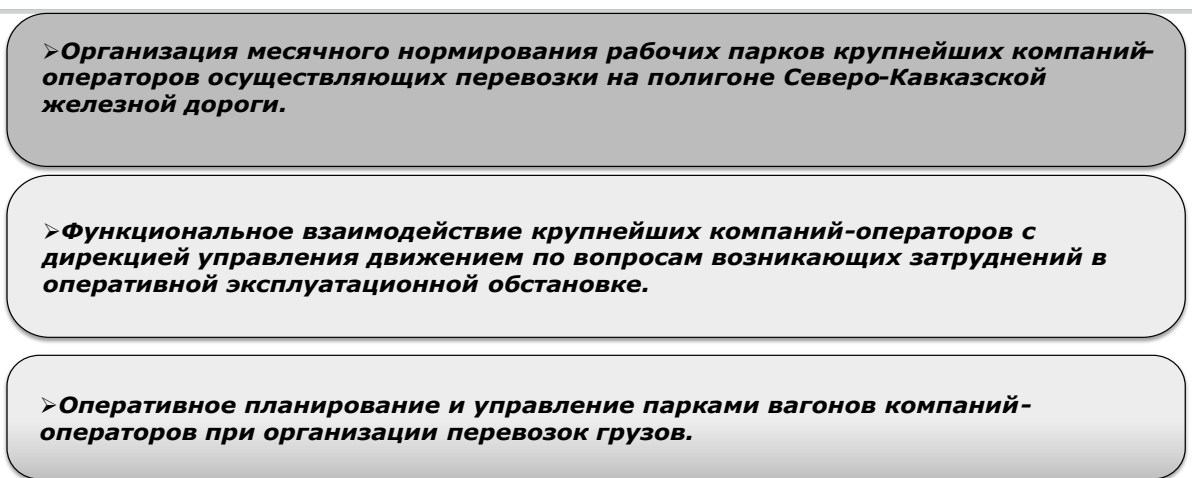 ➢Организация месячного нормирования рабочих парков крупнейших компаний-
операторов осуществляющих перевозки на полигоне Северо-Кавказской
железной дороги.
➢Функциональное взаимодействие крупнейших компаний-операторов с
дирекцией управления движением по вопросам возникающих затруднений в
оперативной эксплуатационной обстановке.
➢Оперативное планирование и управление парками вагонов компаний-
операторов при организации перевозок грузов.